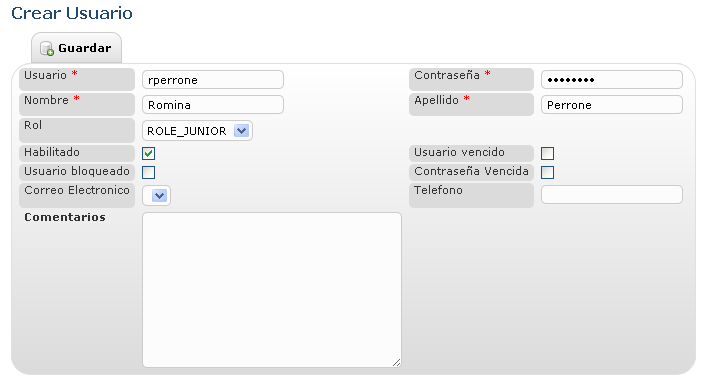 Crear Usuario
Guardar
Usuario * rperrone Contraseña * ••••••••
Nombre * Romina Apellido * Perrone
Rol ROLE_JUNIOR
Habilitado Usuario vencido
Usuario bloqueado Contraseña Vencida
Correo Electronico Telefono
Comentarios